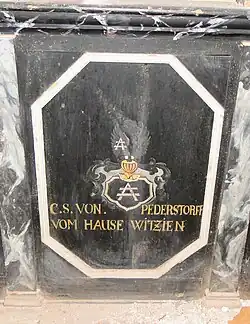 C.S. VON. PEDERSTORFF
VOM HAUSE WITZIEN